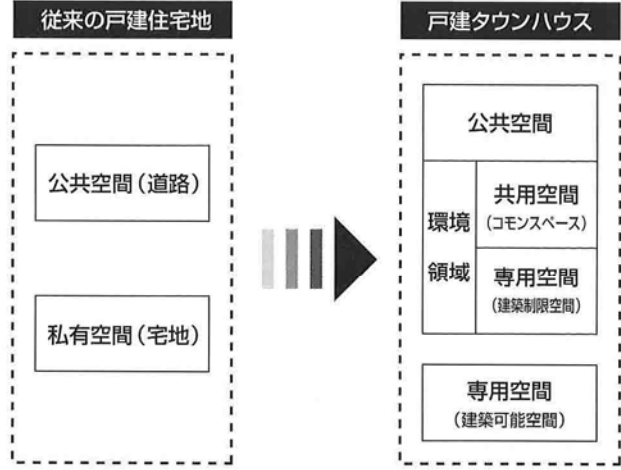 従来の戸建住宅地
公共空間(道路)
私有空間(宅地)
戸建タウンハウス
公共空間
環境
領域
共用空間
(コモンスペース)
専用空間
(建築制限空間)
専用空間
(建築可能空間)